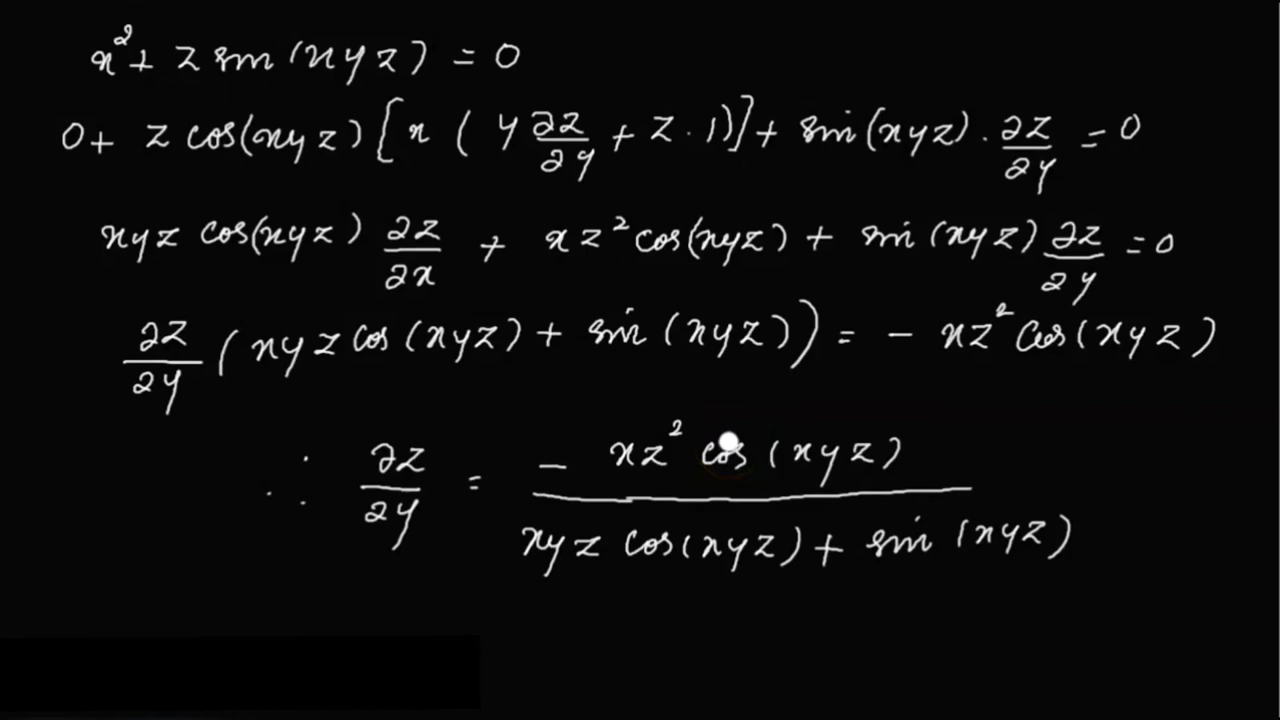 x² + z sin(xyz) = 0
0 + z cos(xyz) [x (y ∂z/∂y + z · 1)] + sin(xyz) · ∂z/∂y = 0
xyz cos(xyz) ∂z/∂x + xz² cos(xyz) + sin(xyz) ∂z/∂y = 0
∂z/∂y (xyz cos(xyz) + sin(xyz)) = − xz² cos(xyz)
∴ ∂z/∂y = − xz² cos(xyz) / xyz cos(xyz) + sin(xyz)